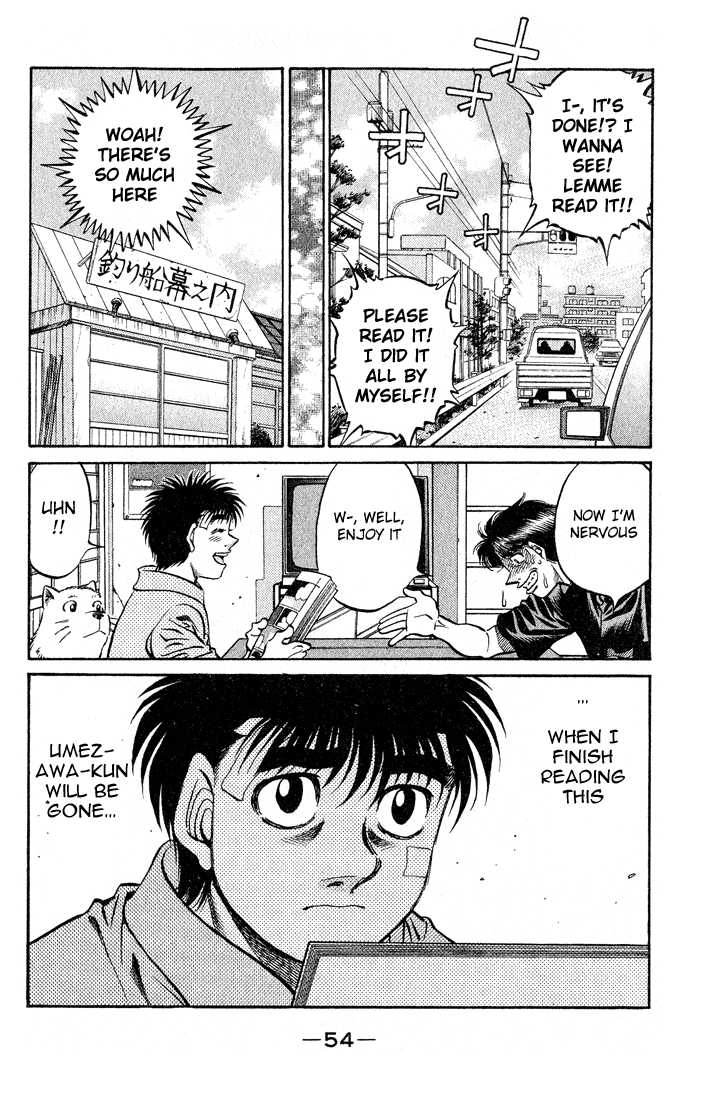 I-, IT'S
DONE!? I
WANNA
SEE!
LEMME
READ IT!!
PLEASE
READ IT!
I DID IT
ALL BY
MYSELF!!
WOAH!
THERE'S
SO MUCH
HERE
釣り船幕之内
NOW I'M
NERVOUS
W-, WELL,
ENJOY IT
UHN
!!
...
WHEN I
FINISH
READING
THIS
UMEZ-
AWA-KUN
WILL BE
GONE...
—54—